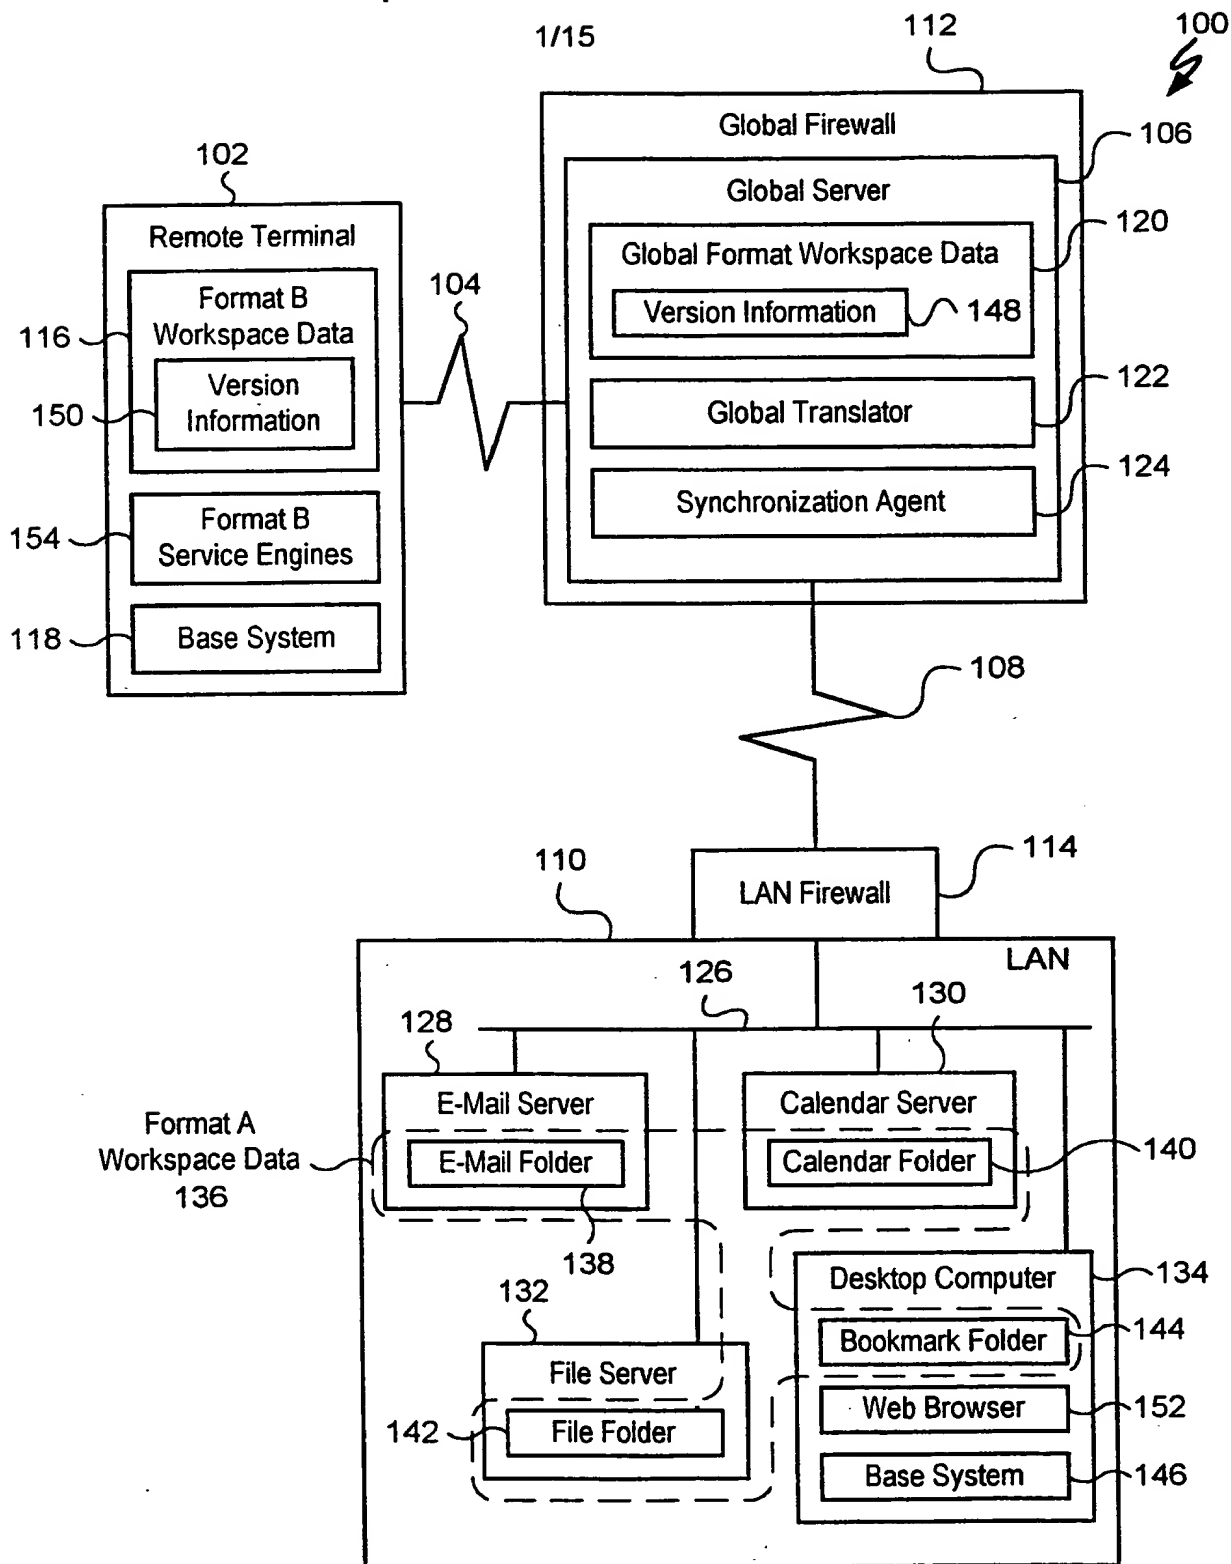 1/15
112
100
Global Firewall
106
102
Global Server
120
Remote Terminal
Global Format Workspace Data
104
Format B
Workspace Data
Version Information
148
116
Version
Information
150
122
Global Translator
124
Synchronization Agent
Format B
Service Engines
154
118
Base System
108
114
110
LAN Firewall
LAN
126
130
128
E-Mail Server
Calendar Server
Format A
Workspace Data
136
E-Mail Folder
Calendar Folder
140
138
Desktop Computer
134
132
Bookmark Folder
144
File Server
Web Browser
152
142
File Folder
Base System
146